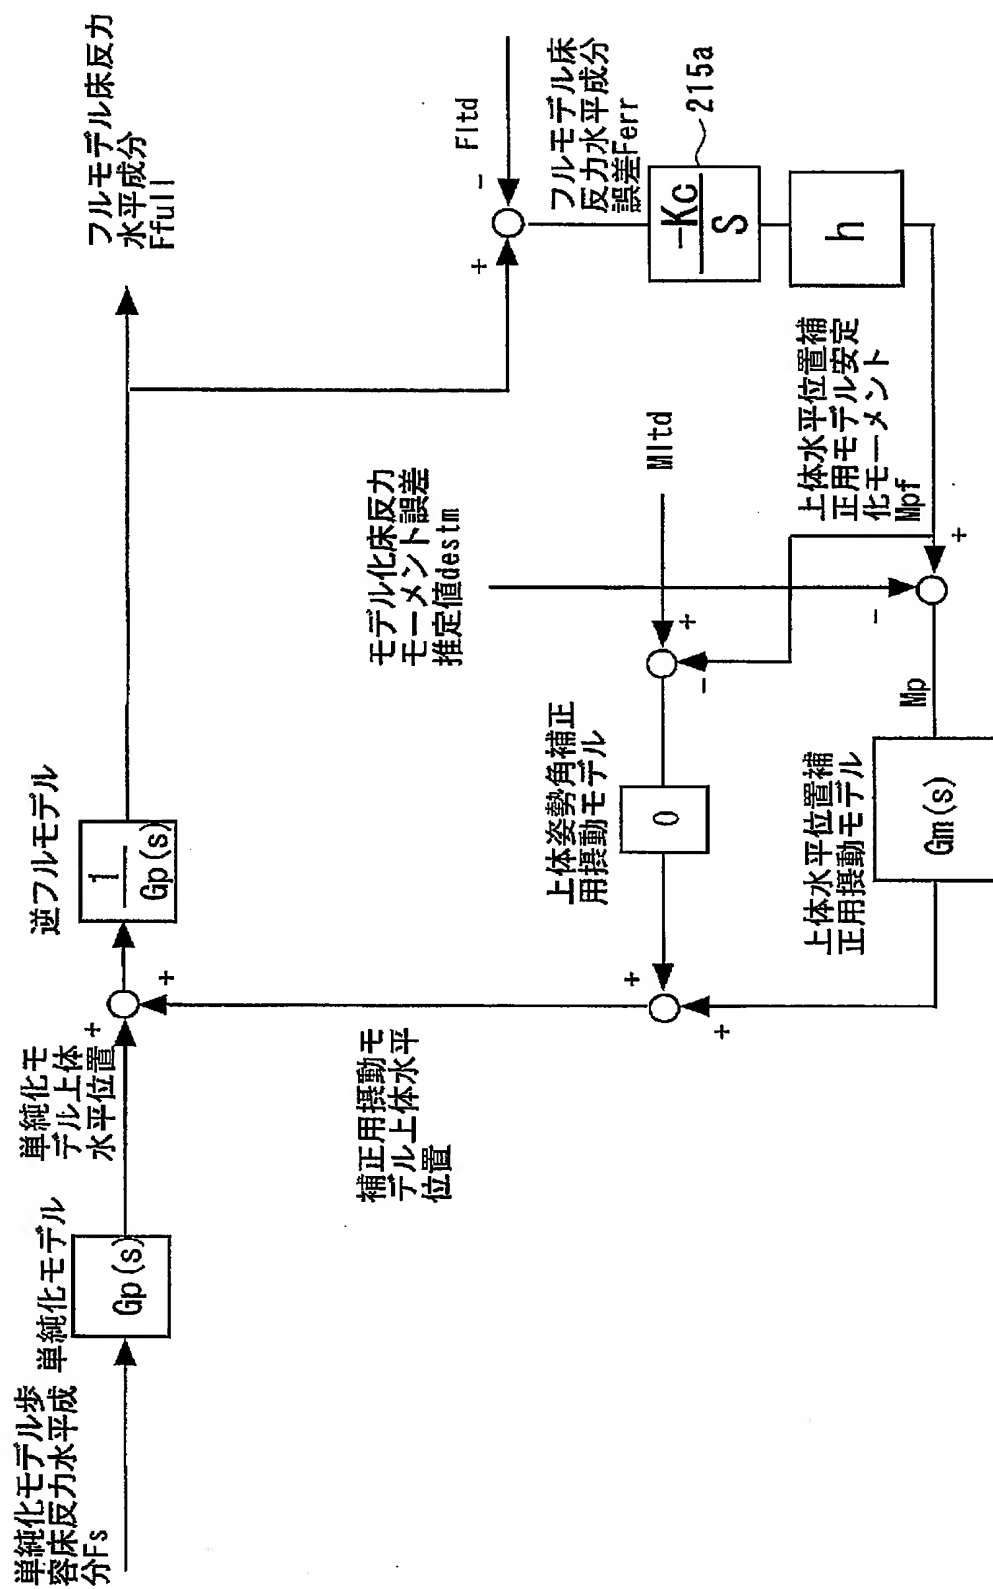 単純化モデル歩
容床反力水平成
分Fs
単純化モデル
Gp(s)
単純化モ
デル上体
水平位置
+
+
逆フルモデル
1
Gp(s)
フルモデル床反力
水平成分
Ffull
補正用摂動モ
デル上体水平
位置
+
+
上体姿勢角補正
用摂動モデル
0
モデル化床反力
モーメント誤差
推定値destm
Mltd
+
-
+
-
Fltd
フルモデル床
反力水平成分
誤差Ferr
-Kc
S
215a
h
上体水平位置補
正用モデル安定
化モーメント
Mpf
+
-
Mp
上体水平位置補
正用摂動モデル
Gm(s)